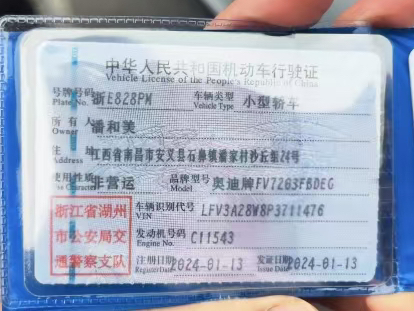 中华人民共和国机动车行驶证
Vehicle License of the People's Republic of China
号牌号码 浙E828PM 车辆类型 小型轿车
Plate No. Vehicle Type
所有人 潘和美
Owner
住址 江西省南昌市安义县石鼻镇潘家村沙丘组24号
Address
使用性质 非营运 品牌型号 奥迪牌FV7203FBDEG
Use Character Model
浙江省湖州
市公安局交
通警察支队
车辆识别代号 LFV3A28W8P3711476
VIN
发动机号码 C11543
Engine No.
注册日期 2024-01-13 发证日期 2024-01-13
Register Date Issue Date